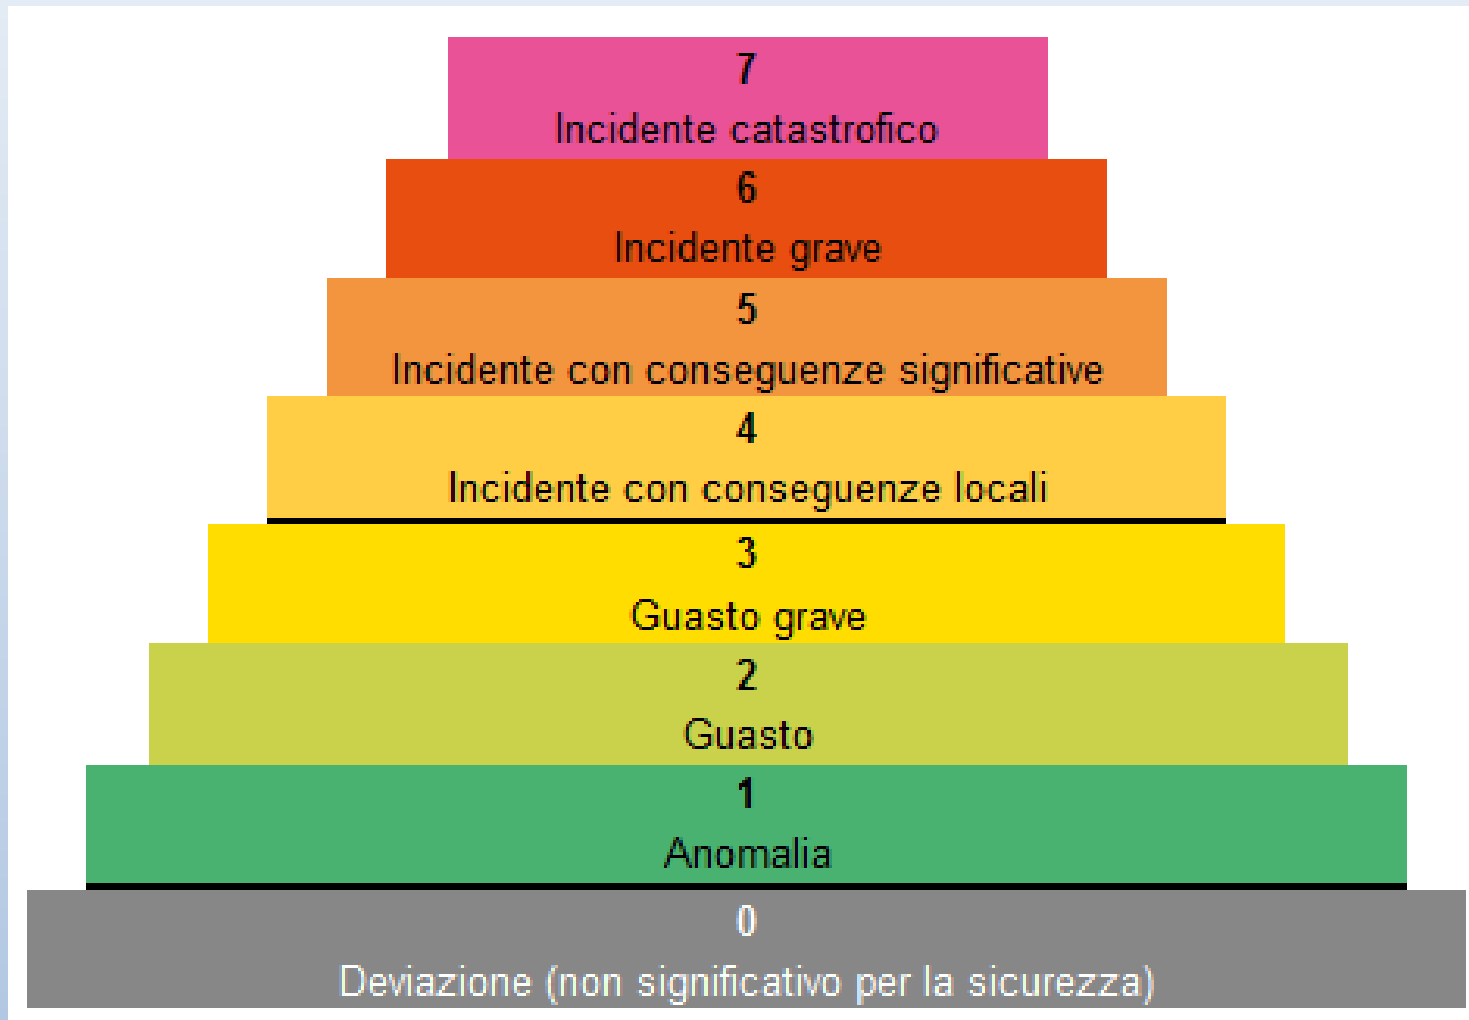 7
Incidente catastrofico
6
Incidente grave
5
Incidente con conseguenze significative
4
Incidente con conseguenze locali
3
Guasto grave
2
Guasto
1
Anomalia
0
Deviazione (non significativo per la sicurezza)